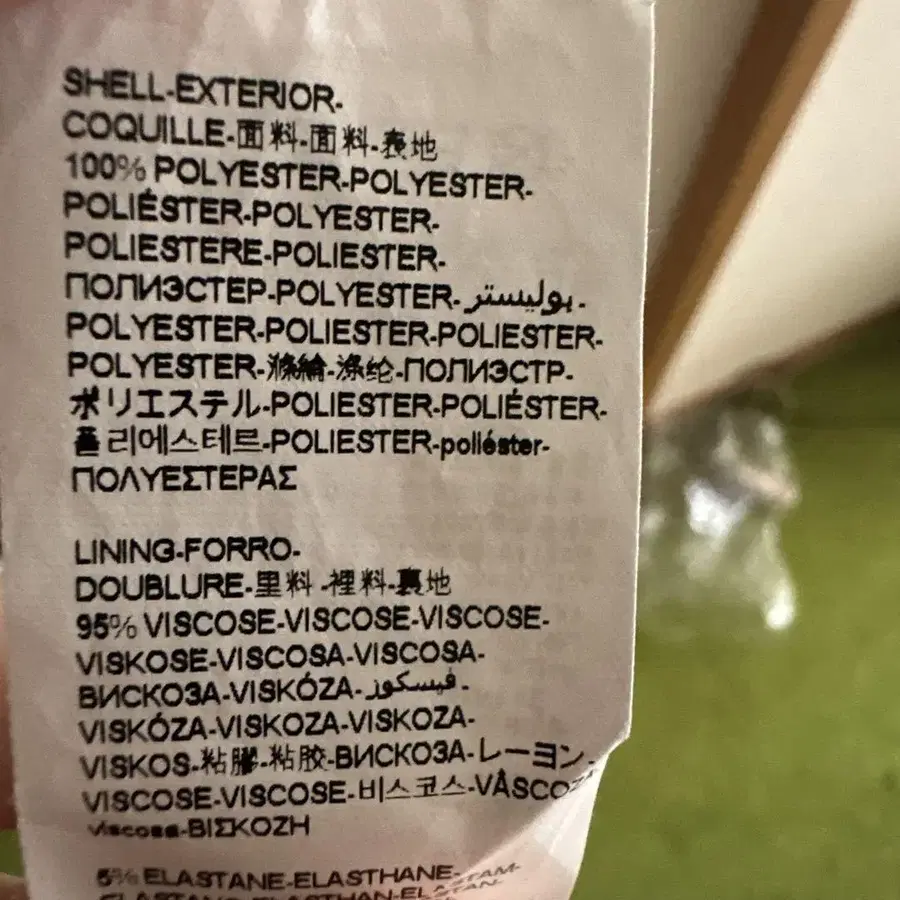 SHELL-EXTERIOR-
COQUILLE-面料-面料-表地
100% POLYESTER-POLYESTER-
POLIÉSTER-POLYESTER-
POLIESTERE-POLIESTER-
ПОЛИЭСТЕР-POLYESTER-بوليستر-
POLYESTER-POLIESTER-POLIESTER-
POLYESTER-滌綸-涤纶-ПОЛИЭСТР-
ポリエステル-POLIESTER-POLIÉSTER-
폴리에스테르-POLIESTER-poliéster-
ΠΟΛΥΕΣΤΕΡΑΣ
LINING-FORRO-
DOUBLURE-里料-裡料-裏地
95% VISCOSE-VISCOSE-VISCOSE-
VISKOSE-VISCOSA-VISCOSA-
ВИСКОЗА-VISKÓZA-فيسكوز-
VISKÓZA-VISKOZA-VISKOZA-
VISKOS-粘膠-粘胶-ВИСКОЗА-レーヨン-
VISCOSE-VISCOSE-비스코스-VÂSCOZ
viscose-ΒΙΣΚΟΖΗ
5% ELASTANE-ELASTHANE-